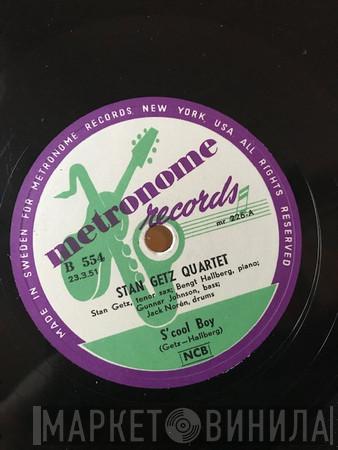 MADE IN SWEDEN FOR METRONOME RECORDS, NEW YORK, USA ALL RIGHTS RESERVED
metronome
records
B 554
23.3.51
mr 226-A
STAN GETZ QUARTET
Stan Getz, tenor sax; Bengt Hallberg, piano;
Gunnar Johnson, bass;
Jack Norén, drums
S'cool Boy
(Getz—Hallberg)
NCB
МАРКЕТ ВИНИЛА